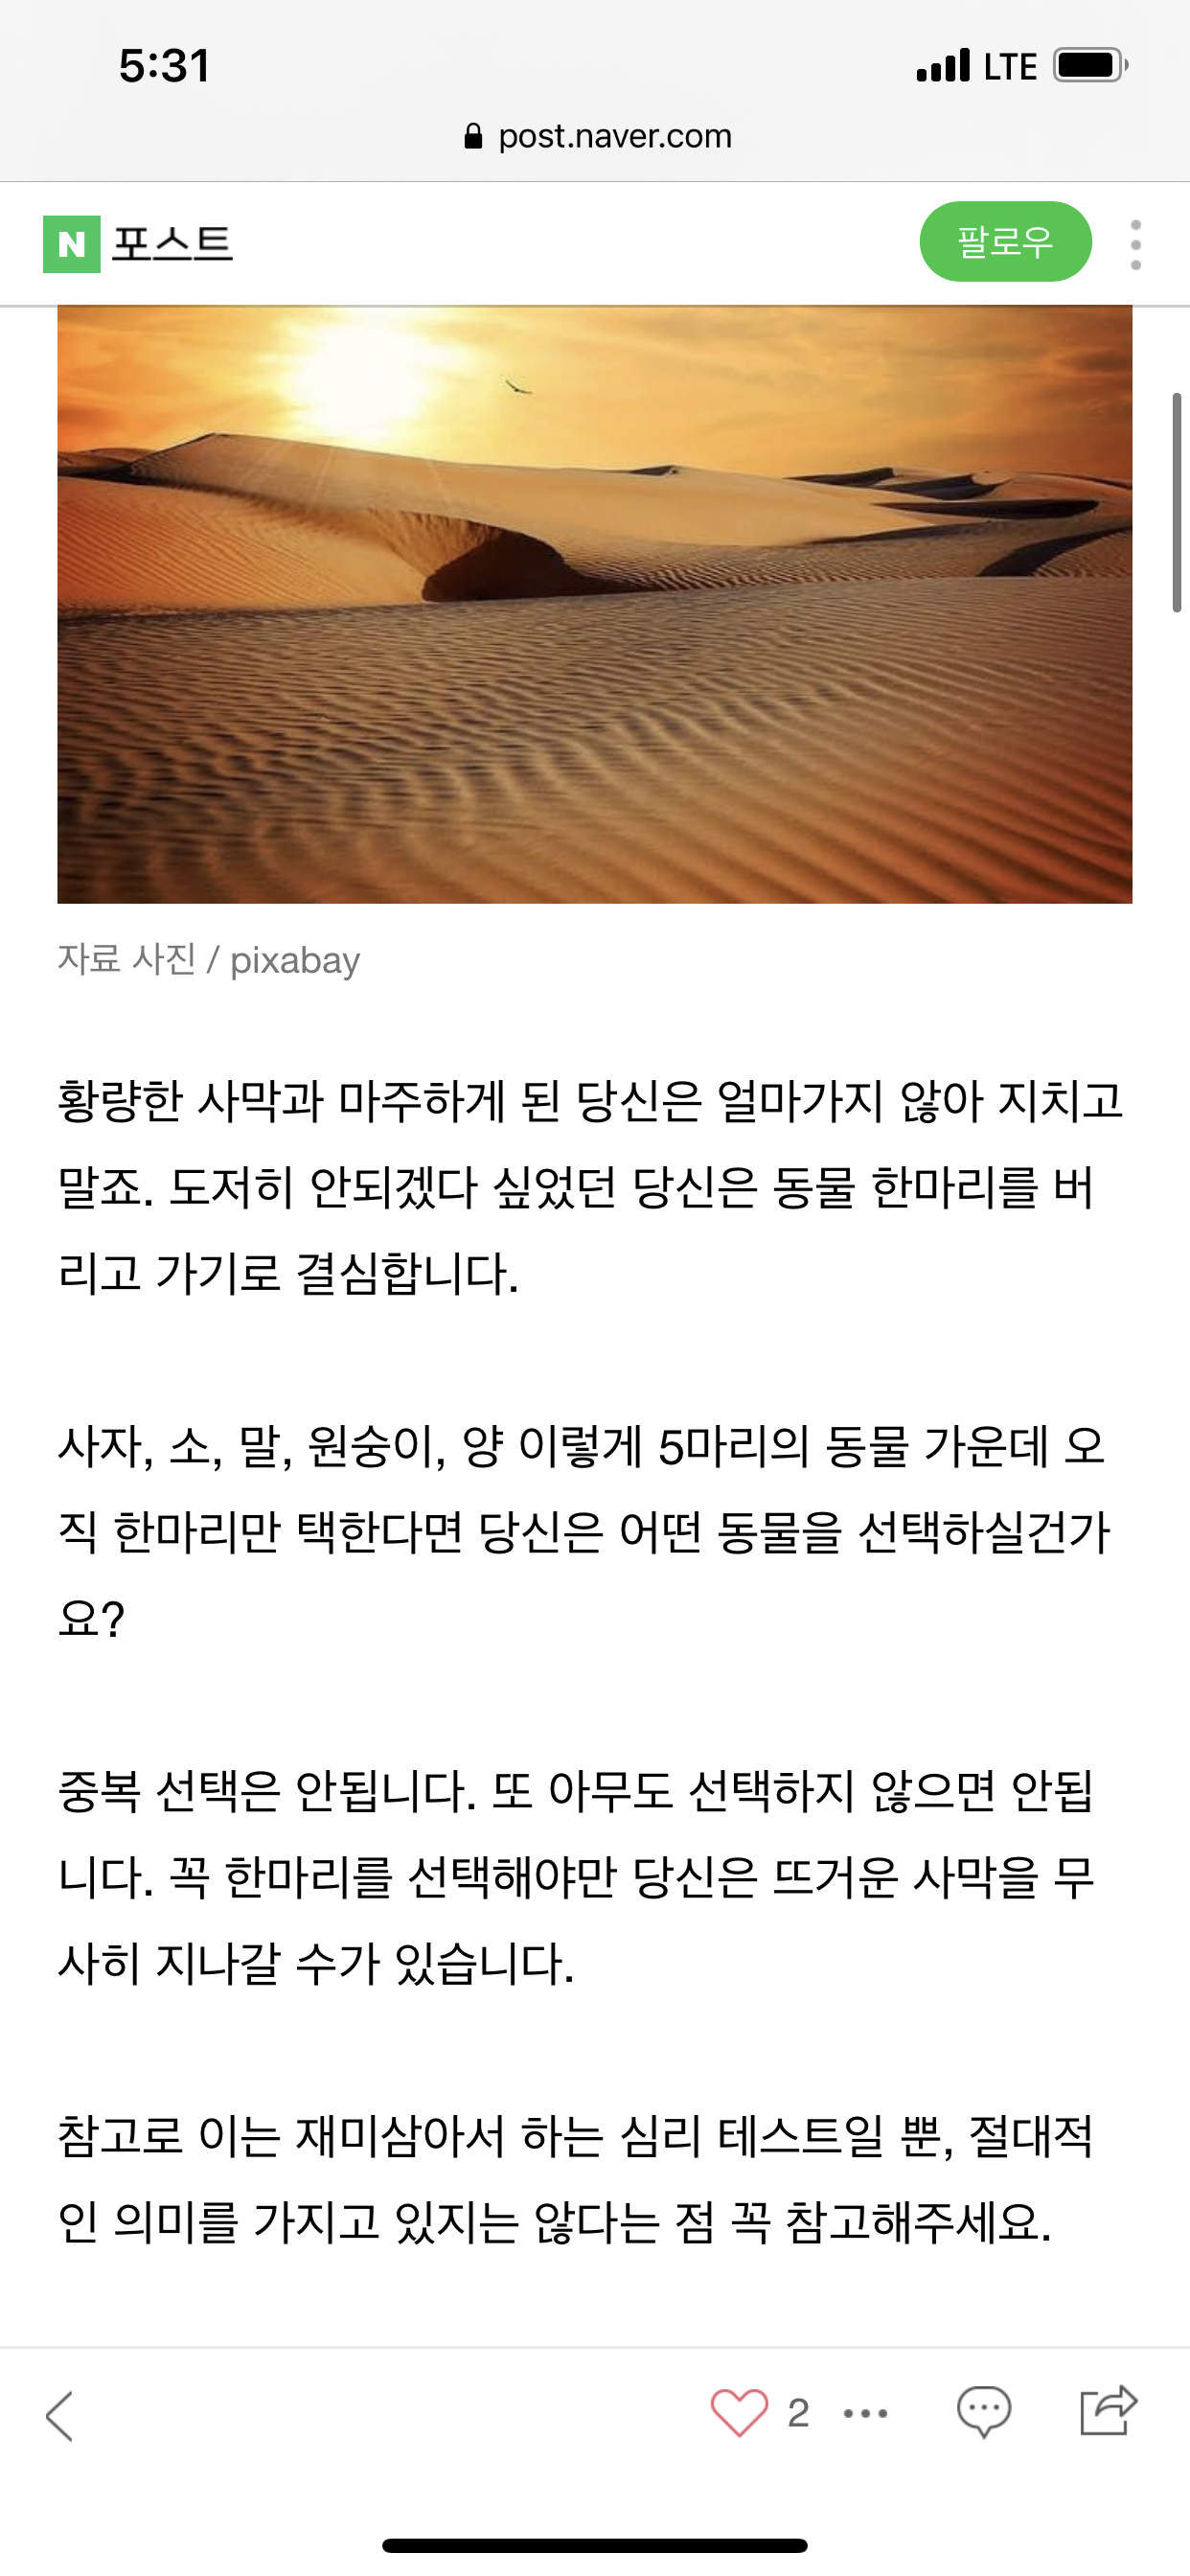 5:31
LTE
post.naver.com
N 포스트
팔로우
자료 사진 / pixabay
황량한 사막과 마주하게 된 당신은 얼마가지 않아 지치고
말죠. 도저히 안되겠다 싶었던 당신은 동물 한마리를 버
리고 가기로 결심합니다.
사자, 소, 말, 원숭이, 양 이렇게 5마리의 동물 가운데 오
직 한마리만 택한다면 당신은 어떤 동물을 선택하실건가
요?
중복 선택은 안됩니다. 또 아무도 선택하지 않으면 안됩
니다. 꼭 한마리를 선택해야만 당신은 뜨거운 사막을 무
사히 지나갈 수가 있습니다.
참고로 이는 재미삼아서 하는 심리 테스트일 뿐, 절대적
인 의미를 가지고 있지는 않다는 점 꼭 참고해주세요.
2